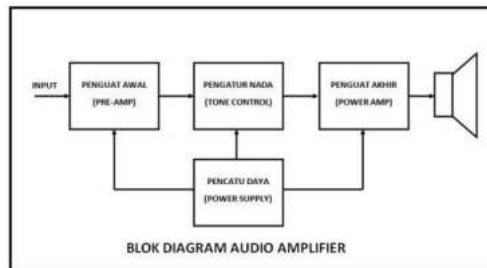 INPUT
PENGUAT AWAL
(PRE-AMP)
PENGATUR NADA
(TONE CONTROL)
PENGUAT AKHIR
(POWER AMP)
PENCATU DAYA
(POWER SUPPLY)
BLOK DIAGRAM AUDIO AMPLIFIER